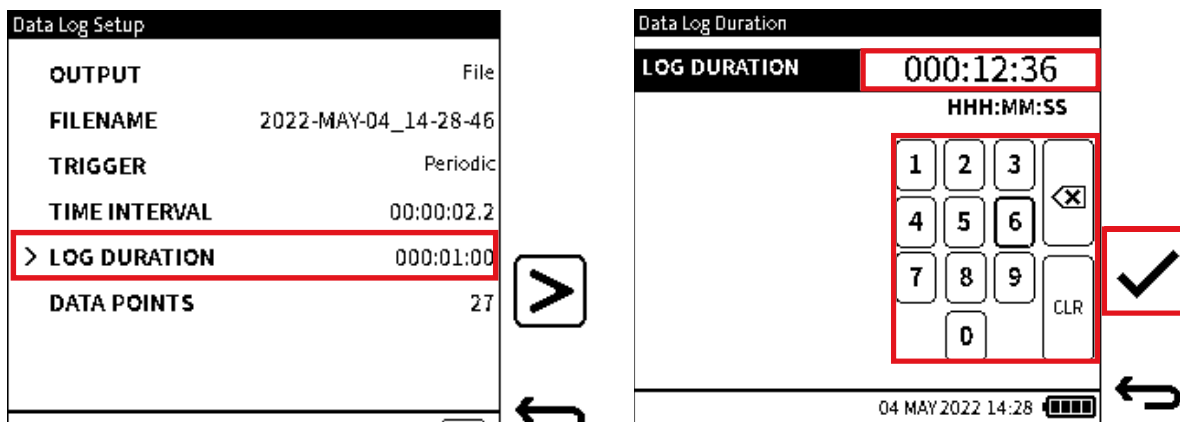 Data Log Setup
OUTPUT File
FILENAME 2022-MAY-04_14-28-46
TRIGGER Periodic
TIME INTERVAL 00:00:02.2
> LOG DURATION 000:01:00
DATA POINTS 27
>
Data Log Duration
LOG DURATION 000:12:36
HHH:MM:SS
1 2 3
4 5 6
7 8 9
CLR
0
04 MAY 2022 14:28